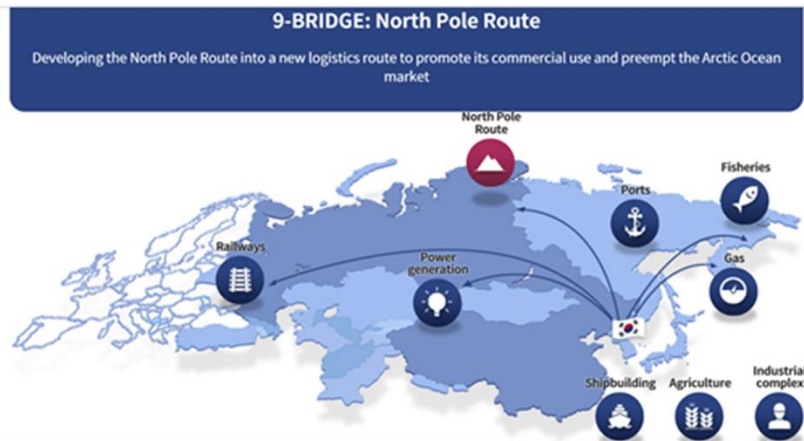 9-BRIDGE: North Pole Route
Developing the North Pole Route into a new logistics route to promote its commercial use and preempt the Arctic Ocean
market
North Pole
Route
Fisheries
Ports
Railways
Power
generation
Gas
Shipbuilding
Agriculture
Industrial
complex